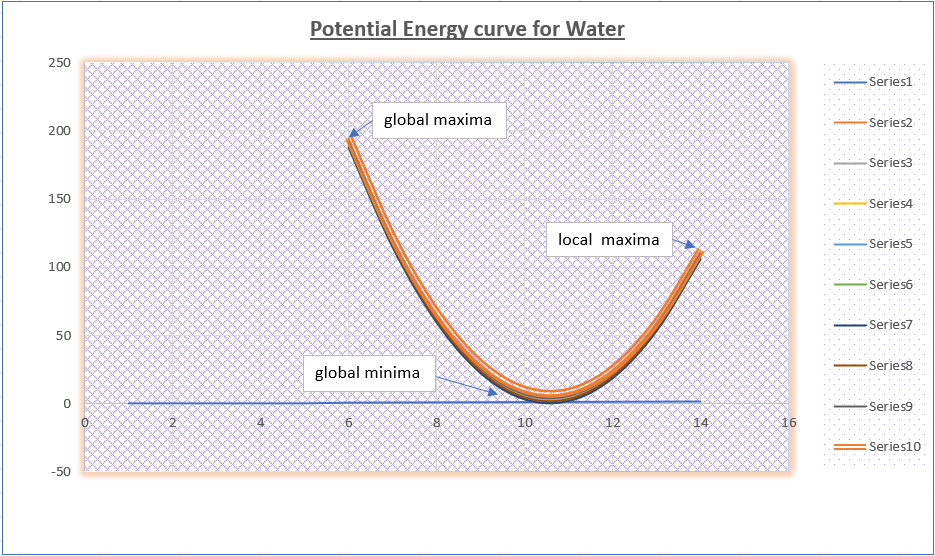 Potential Energy curve for Water
250
200
150
100
50
0
-50
0 2 4 6 8 10 12 14 16
global maxima
local  maxima
global minima
Series1
Series2
Series3
Series4
Series5
Series6
Series7
Series8
Series9
Series10